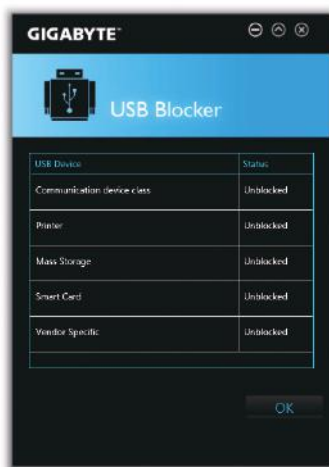 GIGABYTE™
USB Blocker
USB Device Status
Communication device class Unblocked
Printer Unblocked
Mass Storage Unblocked
Smart Card Unblocked
Vendor Specific Unblocked
OK